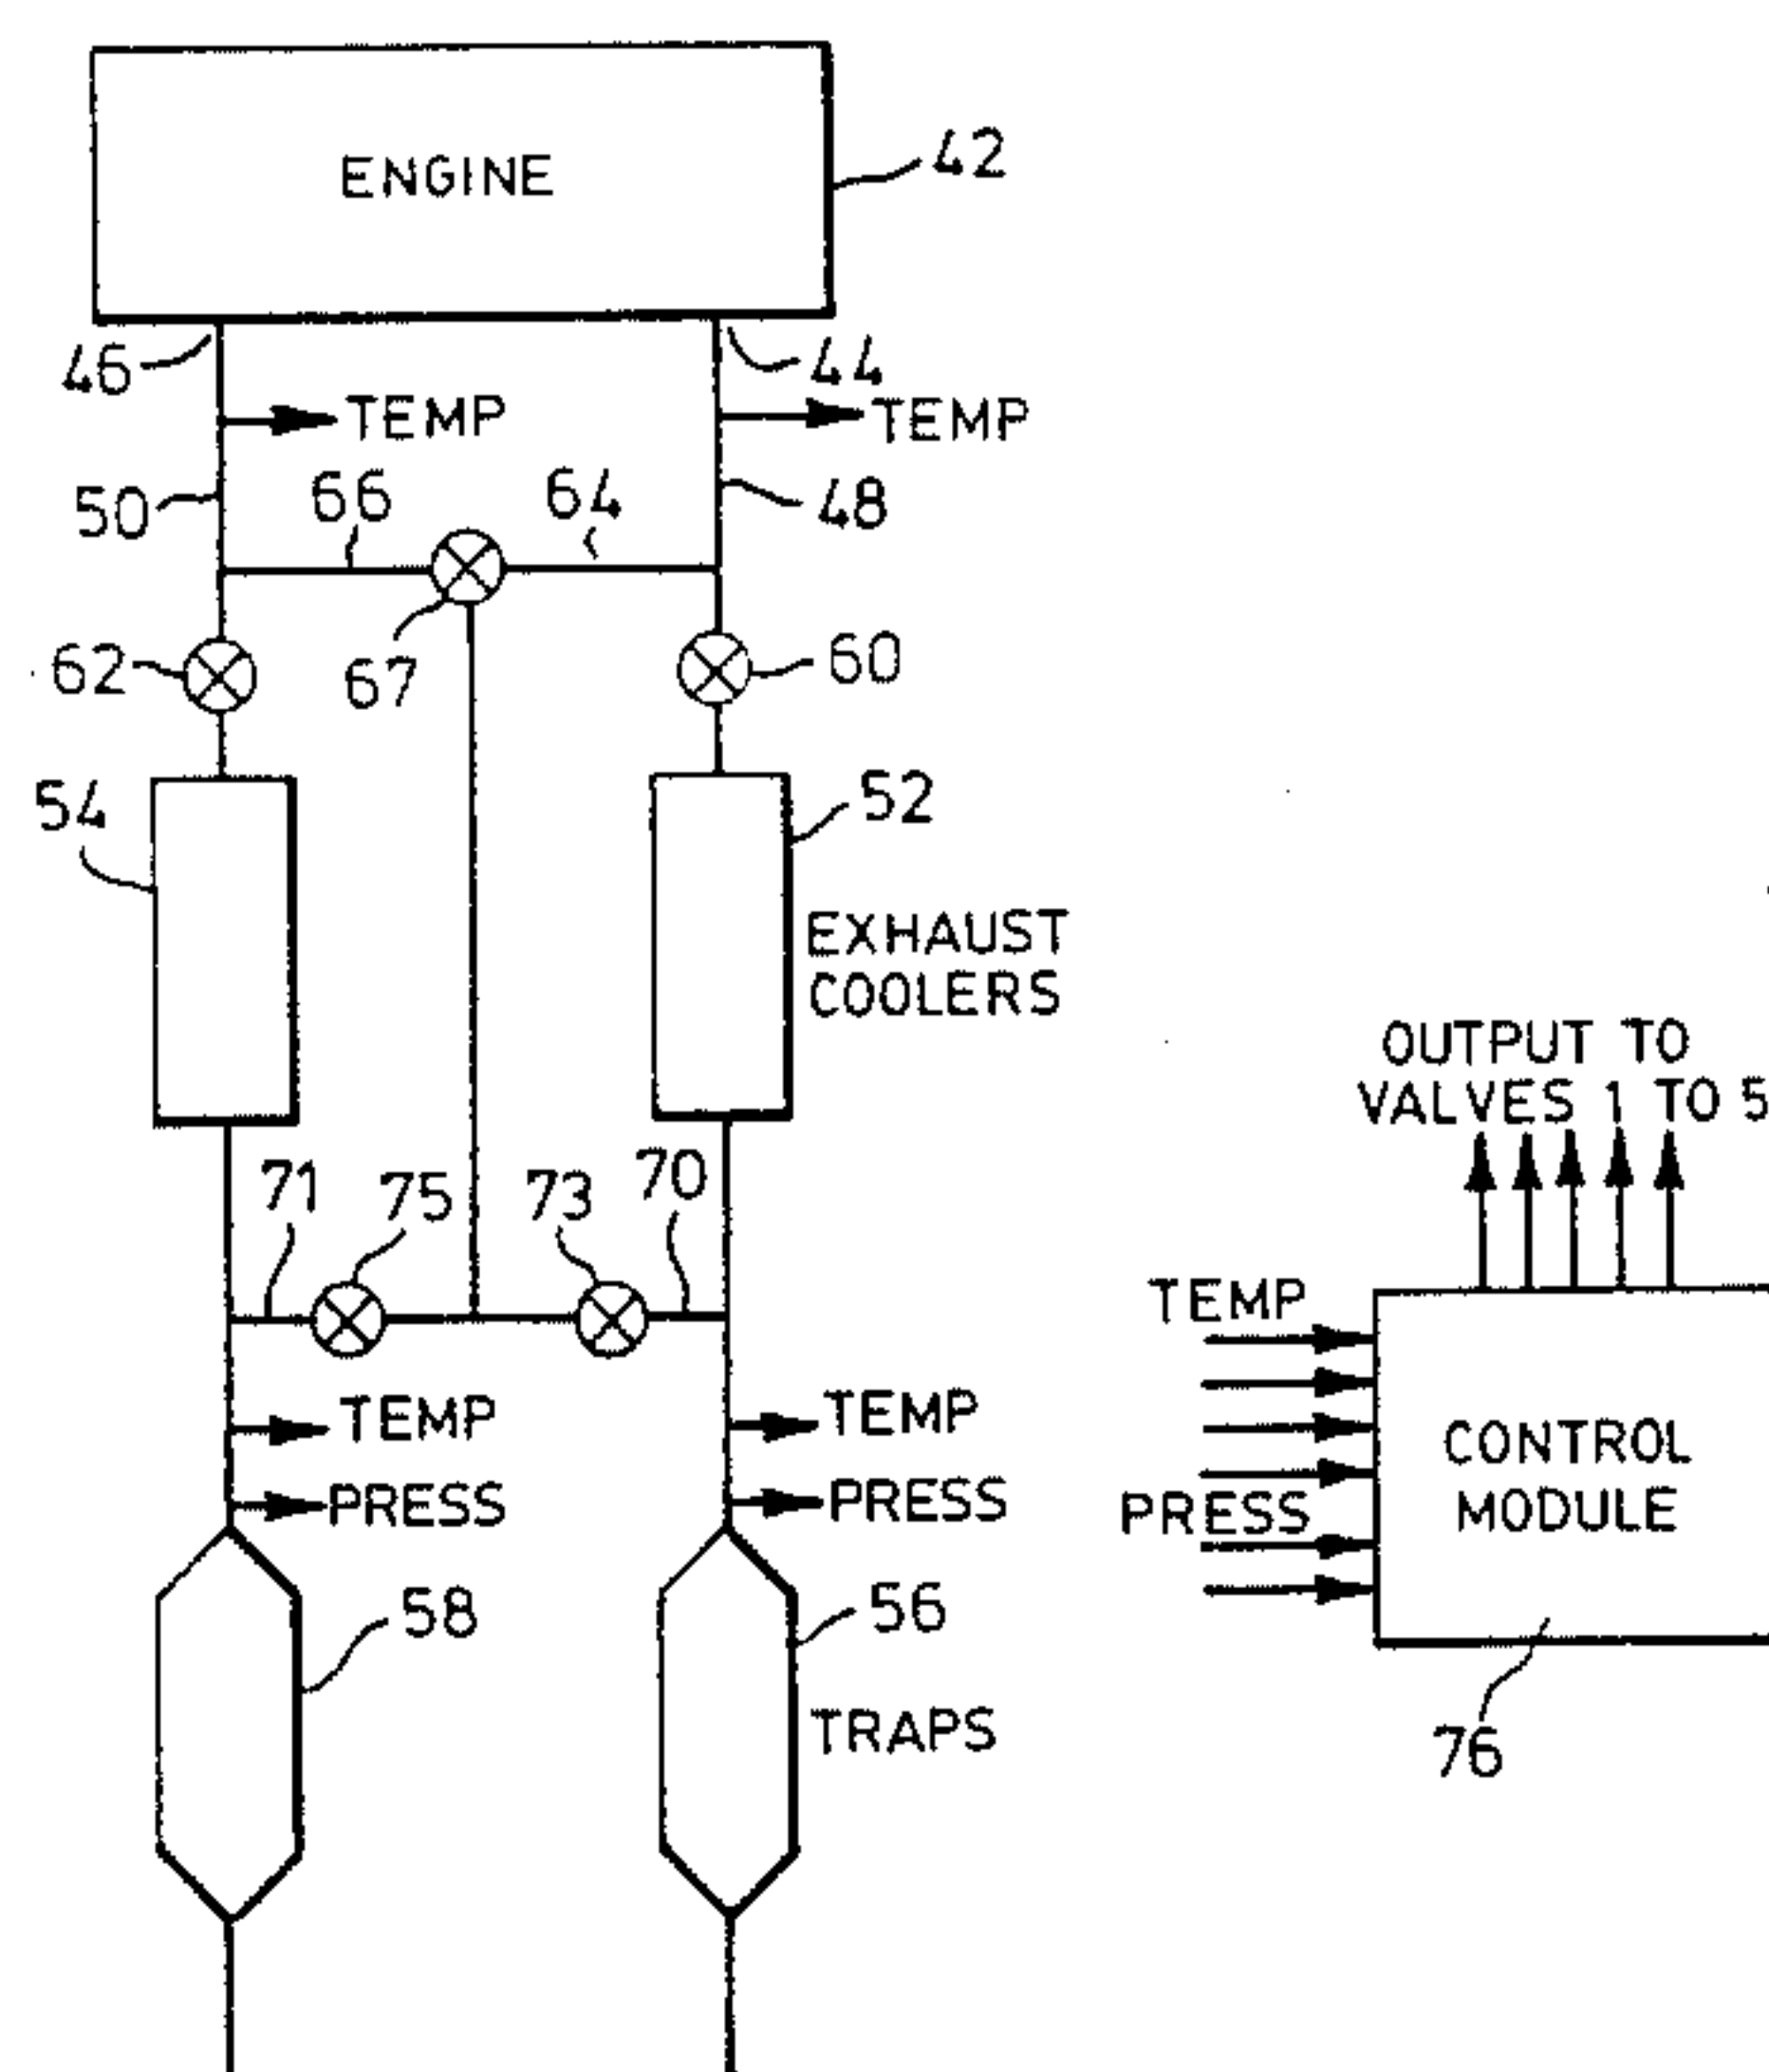 ENGINE
42
46
44
TEMP
TEMP
50
66
64
48
62
67
60
54
52
EXHAUST
COOLERS
OUTPUT TO
VALVES 1 TO 5
71
75
73
70
TEMP
TEMP
TEMP
CONTROL
MODULE
PRESS
PRESS
PRESS
58
56
TRAPS
76